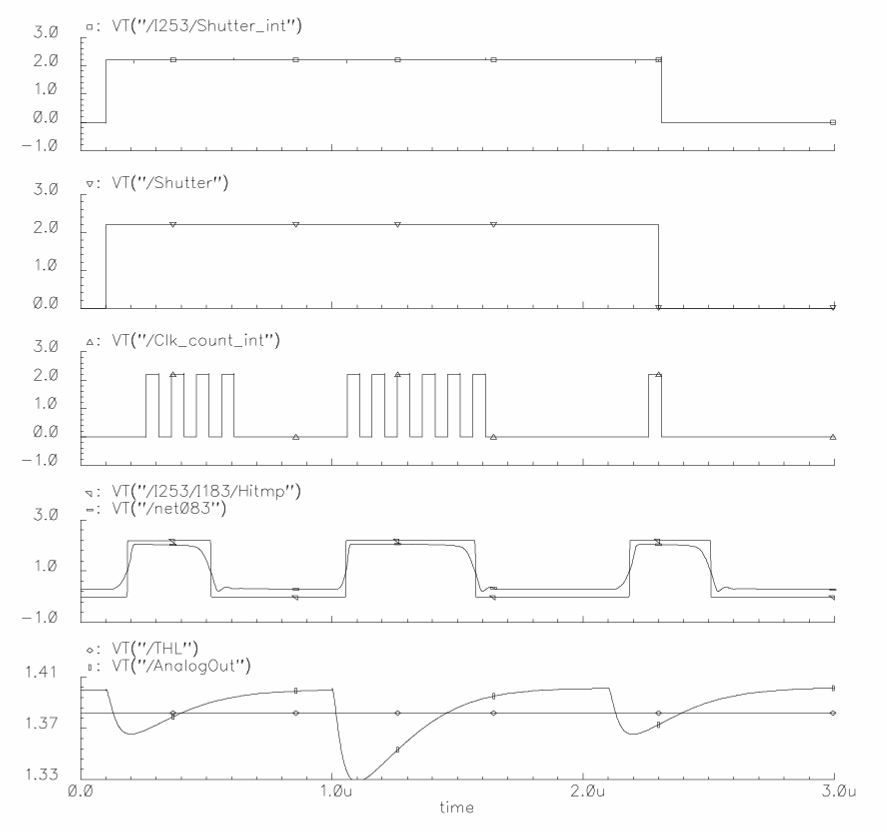 ▫: VT("/I253/Shutter_int")
3.0
2.0
1.0
0.0
−1.0
▿: VT("/Shutter")
3.0
2.0
1.0
0.0
▵: VT("/Clk_count_int")
3.0
2.0
1.0
0.0
−1.0
VT("/I253/I183/Hitmp")
VT("/net083")
3.0
1.0
−1.0
◇: VT("/THL")
▯: VT("/AnalogOut")
1.41
1.37
1.33
0.0 1.0u 2.0u 3.0u
time